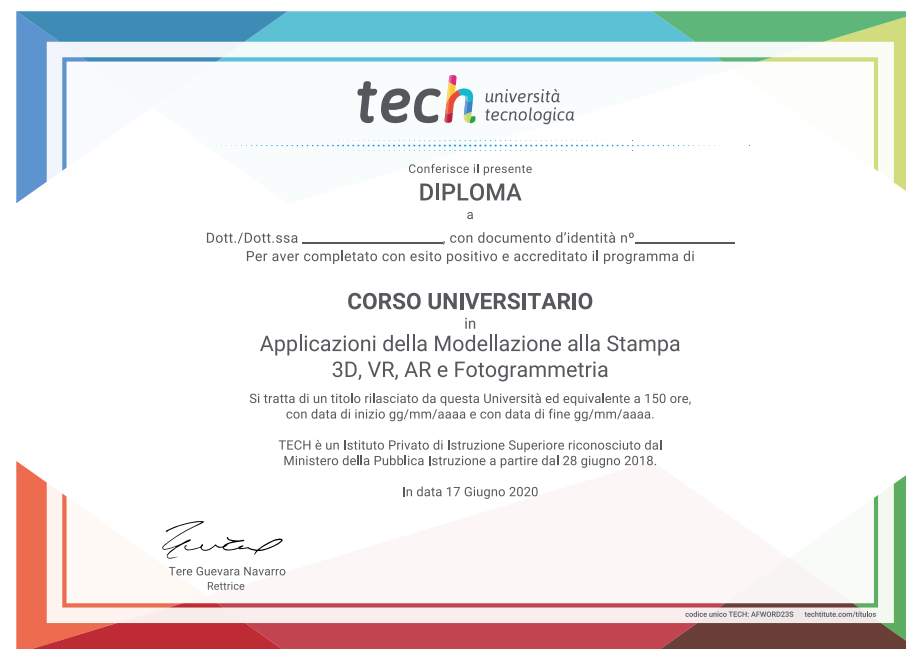 tech università
tecnologica
Conferisce il presente
DIPLOMA
a
Dott./Dott.ssa ________________, con documento d'identità nº____________
Per aver completato con esito positivo e accreditato il programma di
CORSO UNIVERSITARIO
in
Applicazioni della Modellazione alla Stampa
3D, VR, AR e Fotogrammetria
Si tratta di un titolo rilasciato da questa Università ed equivalente a 150 ore,
con data di inizio gg/mm/aaaa e con data di fine gg/mm/aaaa.
TECH è un Istituto Privato di Istruzione Superiore riconosciuto dal
Ministero della Pubblica Istruzione a partire dal 28 giugno 2018.
In data 17 Giugno 2020
Tere Guevara Navarro
Rettrice
codice unico TECH: AFWORD23S techtitute.com/titulos